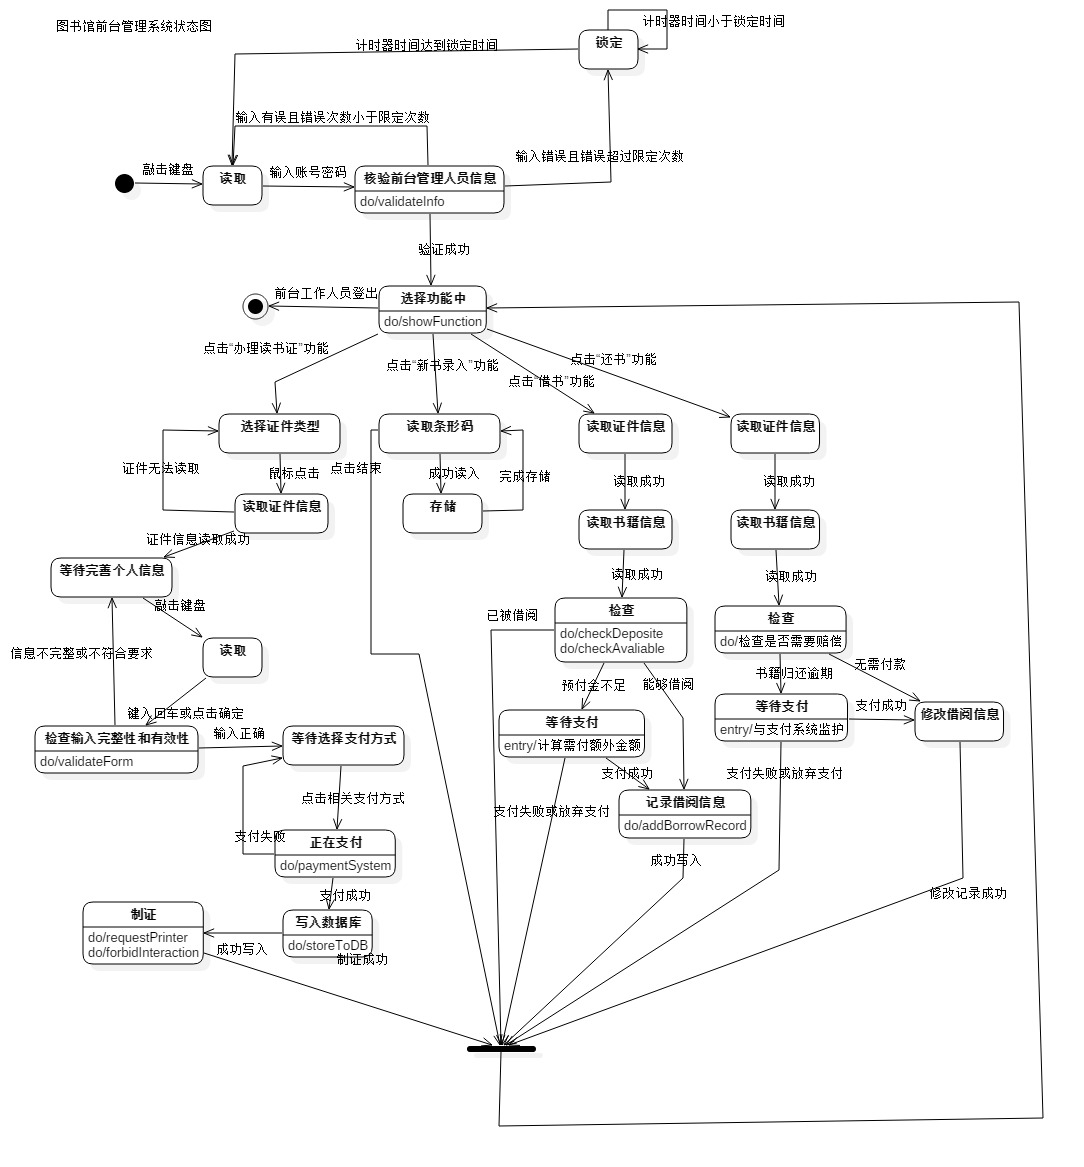 图书馆前台管理系统状态图
计时器时间小于锁定时间
计时器时间达到锁定时间
锁定
输入有误且错误次数小于限定次数
输入错误且错误超过限定次数
敲击键盘
读取
输入账号密码
核验前台管理人员信息
do/validateInfo
验证成功
前台工作人员登出
选择功能中
do/showFunction
点击“办理读书证”功能
点击“新书录入”功能
点击“借书”功能
点击“还书”功能
选择证件类型
读取条形码
读取证件信息
读取证件信息
证件无法读取
鼠标点击
点击结束
成功读入
完成存储
读取成功
读取成功
读取证件信息
存储
读取书籍信息
读取书籍信息
证件信息读取成功
等待完善个人信息
读取成功
读取成功
敲击键盘
已被借阅
检查
do/checkDeposite
do/checkAvaliable
检查
do/检查是否需要赔偿
信息不完整或不符合要求
读取
书籍归还逾期
无需付款
预付金不足
能够借阅
键入回车或点击确定
等待支付
entry/计算需付额外金额
等待支付
entry/与支付系统监护
支付成功
修改借阅信息
检查输入完整性和有效性
do/validateForm
输入正确
等待选择支付方式
支付成功
支付失败或放弃支付
点击相关支付方式
记录借阅信息
do/addBorrowRecord
支付失败或放弃支付
支付失败
正在支付
do/paymentSystem
成功写入
支付成功
修改记录成功
制证
do/requestPrinter
do/forbidInteraction
写入数据库
do/storeToDB
成功写入
制证成功